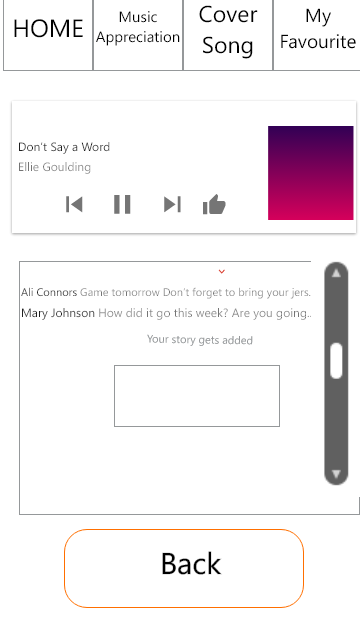 HOME
Music
Appreciation
Cover
Song
My
Favourite
Don't Say a Word
Ellie Goulding
Ali Connors Game tomorrow Don't forget to bring your jers.
Mary Johnson How did it go this week? Are you going..
Your story gets added
Back